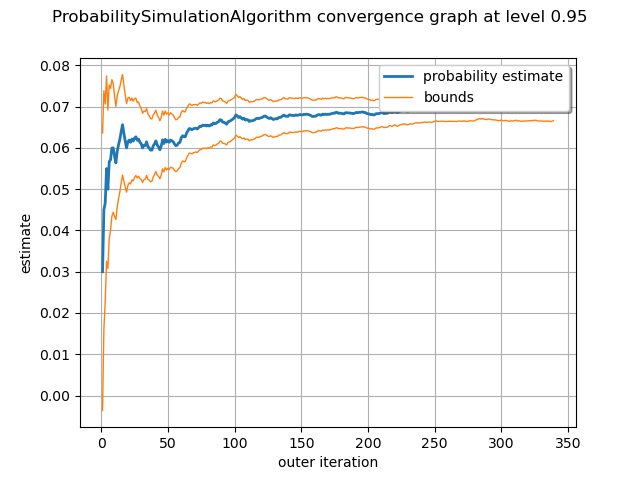 ProbabilitySimulationAlgorithm convergence graph at level 0.95
probability estimate
bounds
0.08
0.07
0.06
0.05
0.04
0.03
0.02
0.01
0.00
estimate
0 50 100 150 200 250 300 350
outer iteration